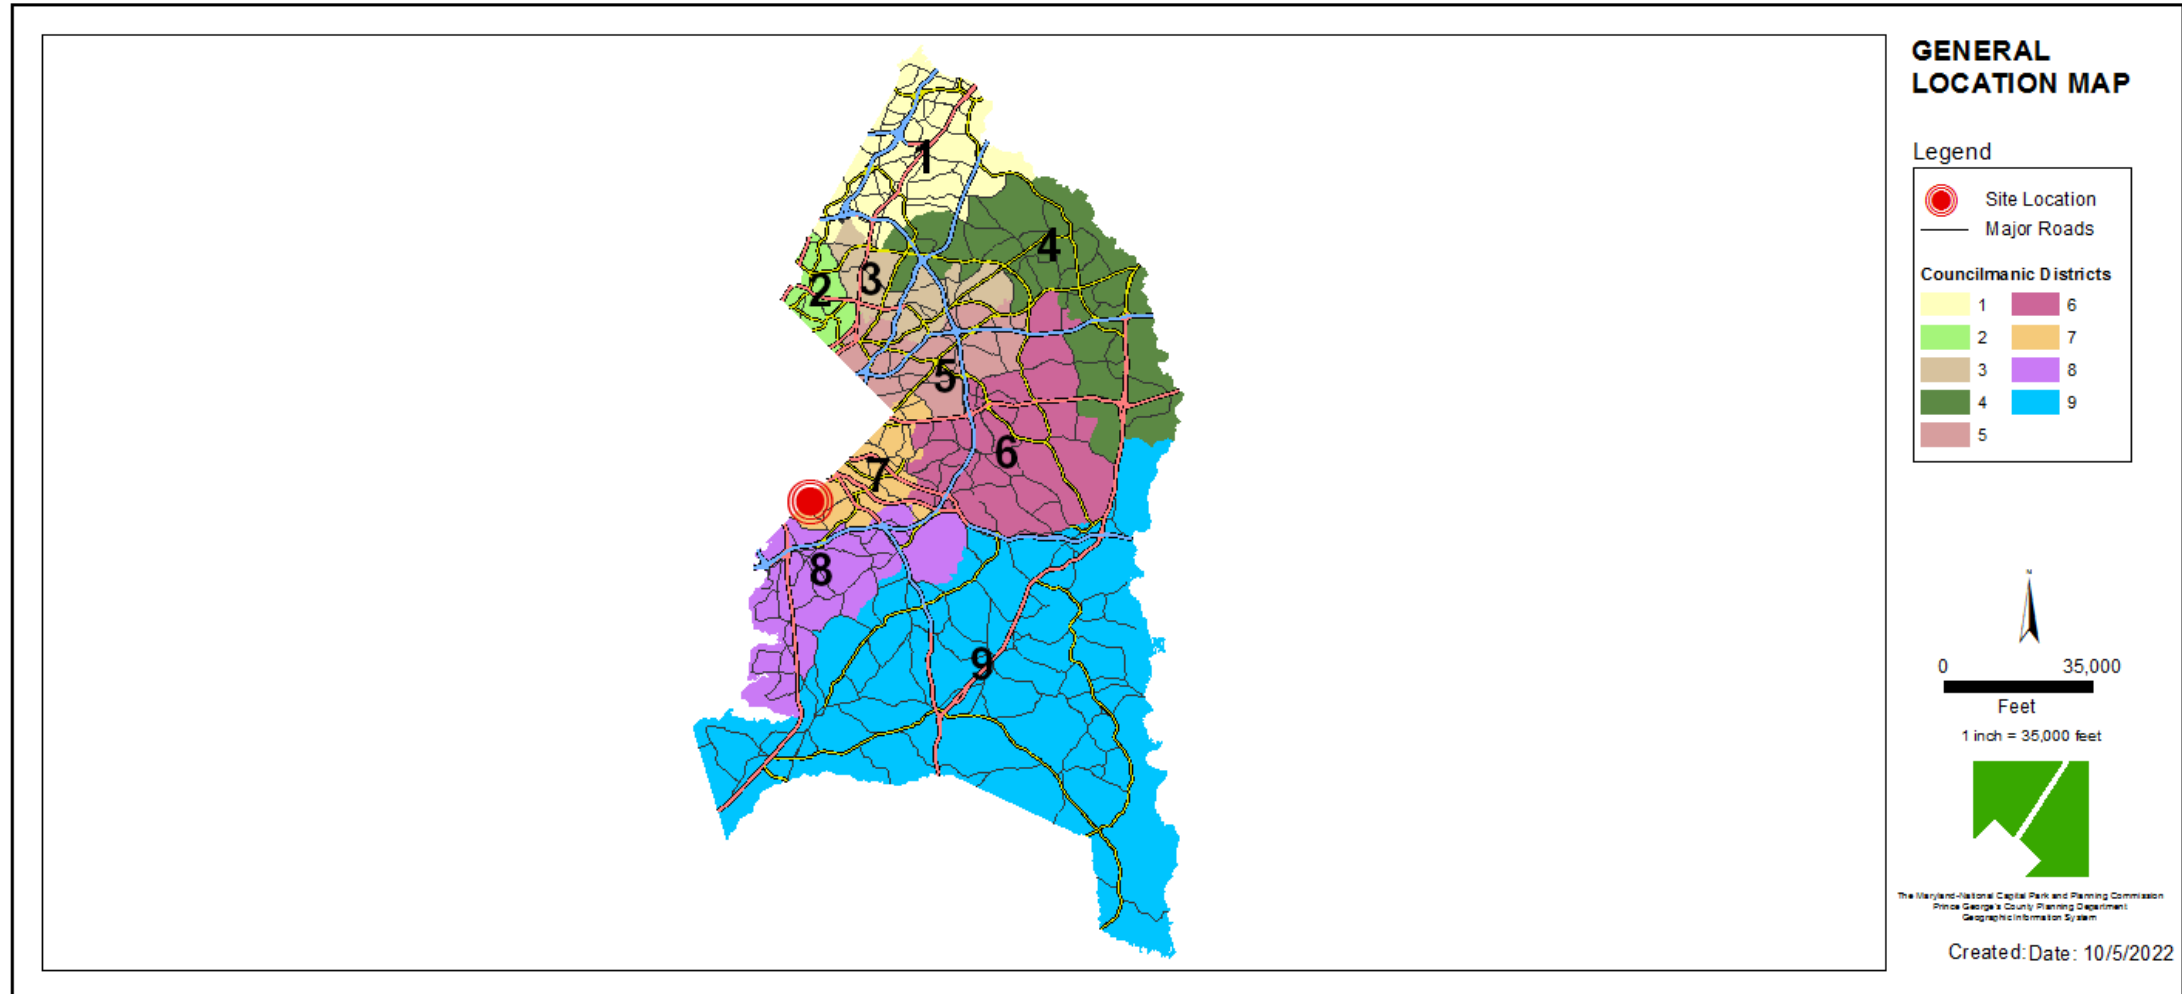 GENERAL
LOCATION MAP
Legend
Site Location
Major Roads
Councilmanic Districts
1 6
2 7
3 8
4 9
5
1
4
3
2
5
6
7
8
9
N
0 35,000
Feet
1 inch = 35,000 feet
The Maryland-National Capital Park and Planning Commission
Prince George's County Planning Department
Geographic Information System
Created: Date: 10/5/2022